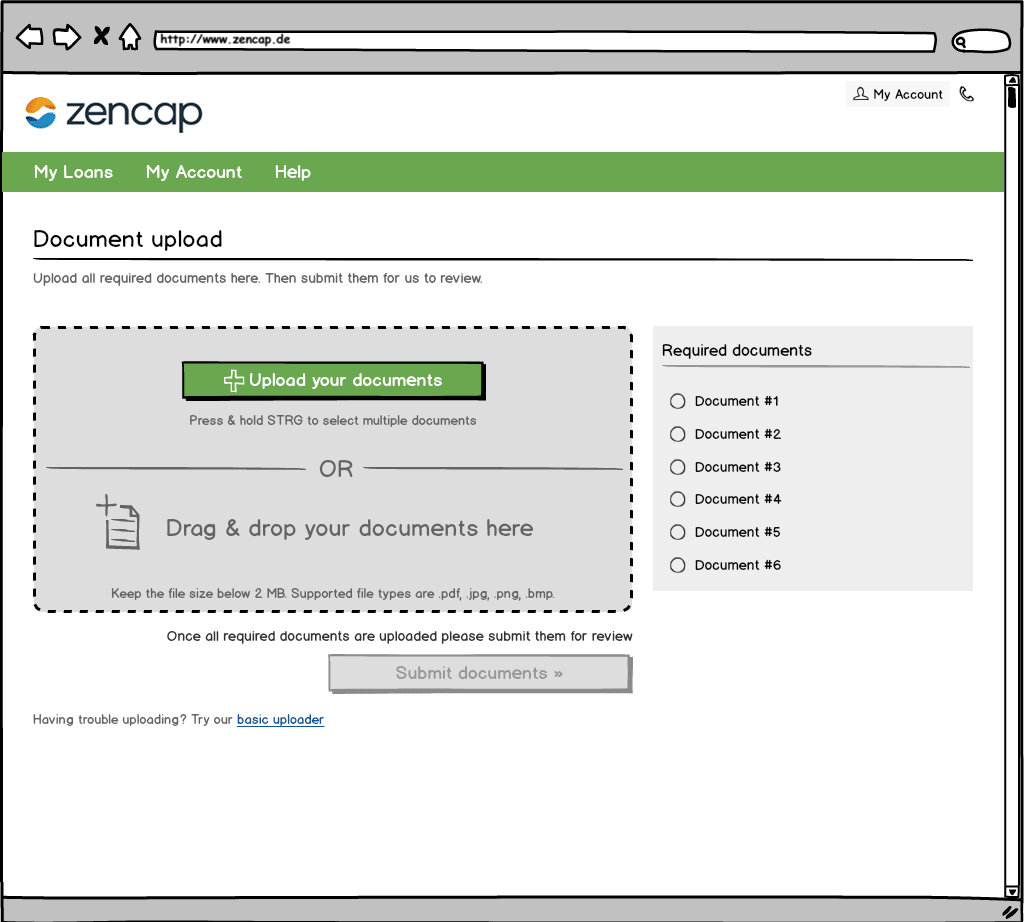 http://www.zencap.de
My Account
zencap
My Loans
My Account
Help
Document upload
Upload all required documents here. Then submit them for us to review.
Upload your documents
Press & hold STRG to select multiple documents
OR
Drag & drop your documents here
Keep the file size below 2 MB. Supported file types are .pdf, .jpg, .png, .bmp.
Required documents
Document #1
Document #2
Document #3
Document #4
Document #5
Document #6
Once all required documents are uploaded please submit them for review
Submit documents »
Having trouble uploading? Try our basic uploader